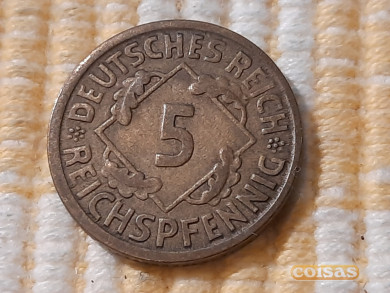 DEUTSCHES REICH
5
REICHSPFENNIG
coisas